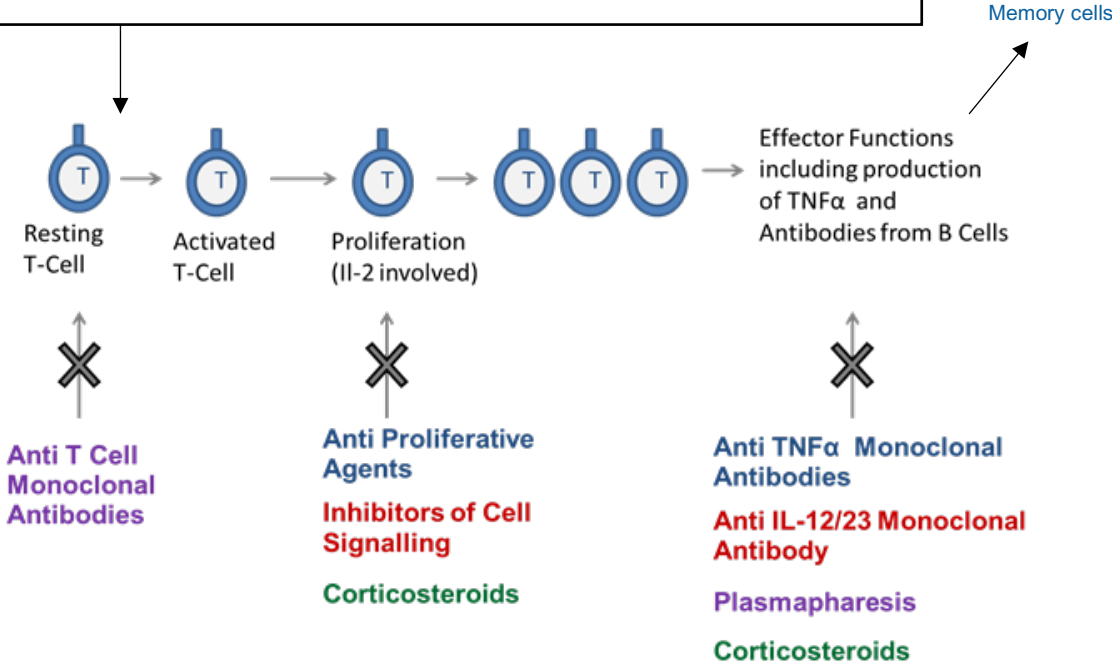 Memory cells
T
T
T
T
T
T
Effector Functions
including production
of TNFα and
Antibodies from B Cells
Resting
T-Cell
Activated
T-Cell
Proliferation
(Il-2 involved)
Anti T Cell
Monoclonal
Antibodies
Anti Proliferative
Agents
Inhibitors of Cell
Signalling
Corticosteroids
Anti TNFα Monoclonal
Antibodies
Anti IL-12/23 Monoclonal
Antibody
Plasmapharesis
Corticosteroids